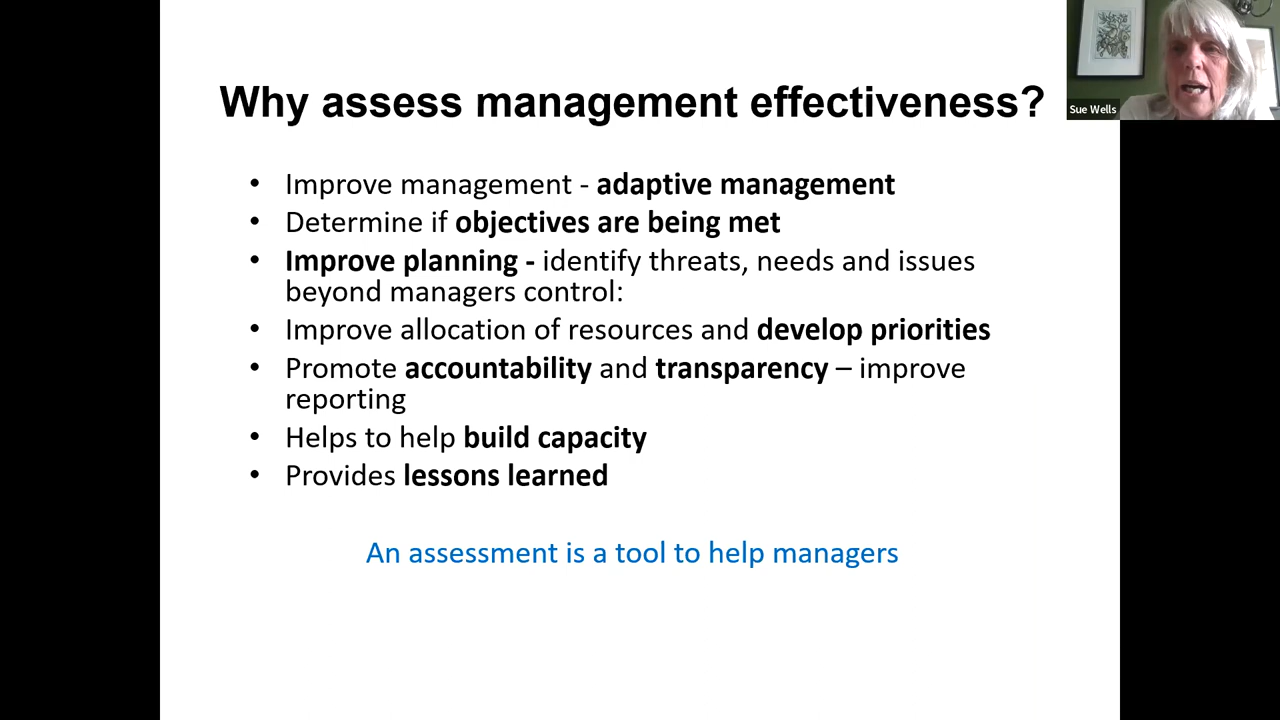 Why assess management effectiveness?
Sue Wells
• Improve management - adaptive management
• Determine if objectives are being met
• Improve planning - identify threats, needs and issues
beyond managers control:
• Improve allocation of resources and develop priorities
• Promote accountability and transparency – improve
reporting
• Helps to help build capacity
• Provides lessons learned
An assessment is a tool to help managers